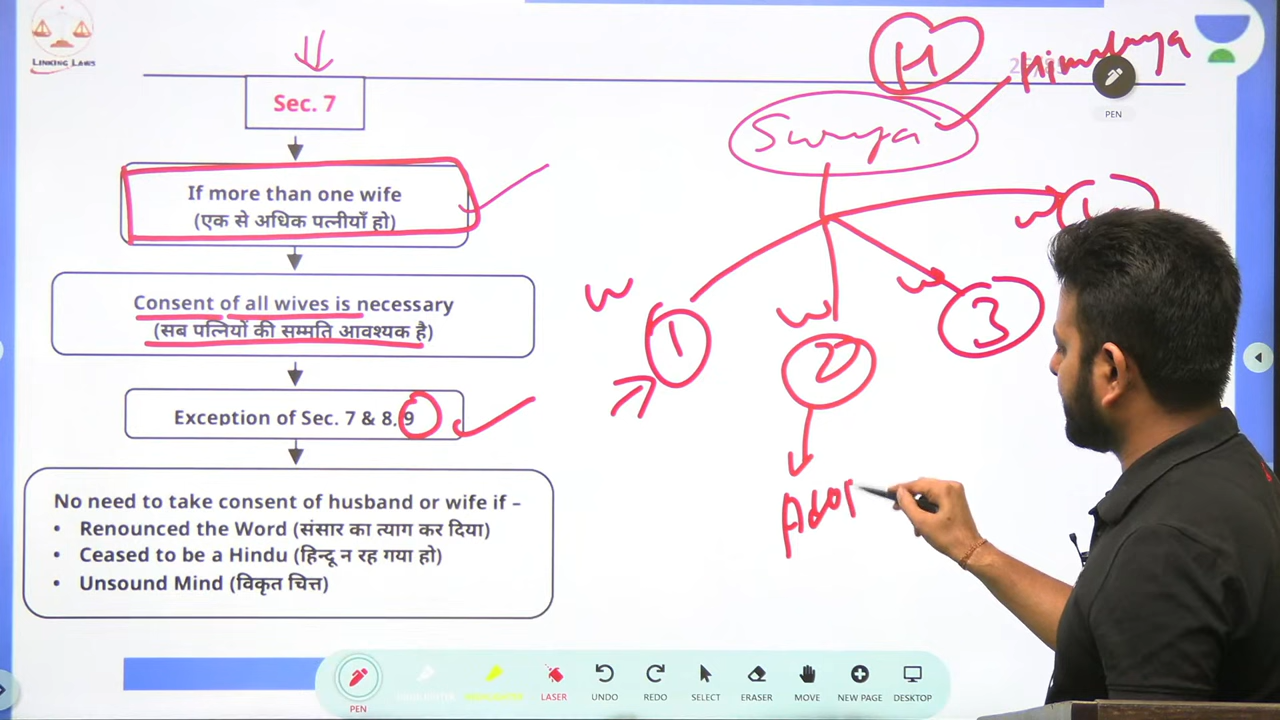 LINKING LAWS
Sec. 7
If more than one wife
(एक से अधिक पत्नीयाँ हो)
Consent of all wives is necessary
(सब पत्नियों की सम्मति आवश्यक है)
Exception of Sec. 7 & 8, 9
No need to take consent of husband or wife if –
• Renounced the Word (संसार का त्याग कर दिया)
• Ceased to be a Hindu (हिन्दू न रह गया हो)
• Unsound Mind (विकृत चित्त)
H
Himalaya
Surya
PEN
W
W
W
W
1
2
3
Adop
PEN
HIGHLIGHTER
LASER
UNDO
REDO
SELECT
ERASER
MOVE
NEW PAGE
DESKTOP